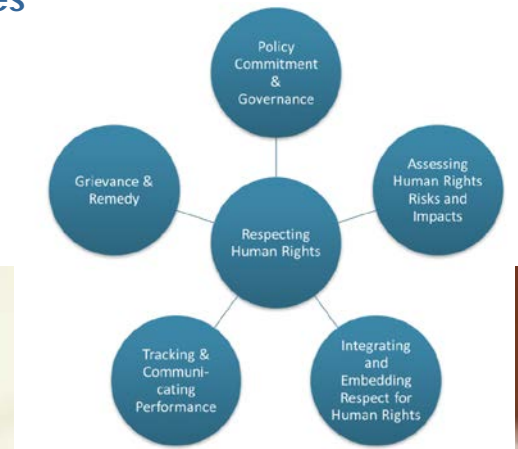 es
Policy
Commitment
&
Governance
Assessing
Human Rights
Risks and
Impacts
Grievance &
Remedy
Respecting
Human Rights
Tracking &
Communi-
cating
Performance
Integrating
and
Embedding
Respect for
Human Rights